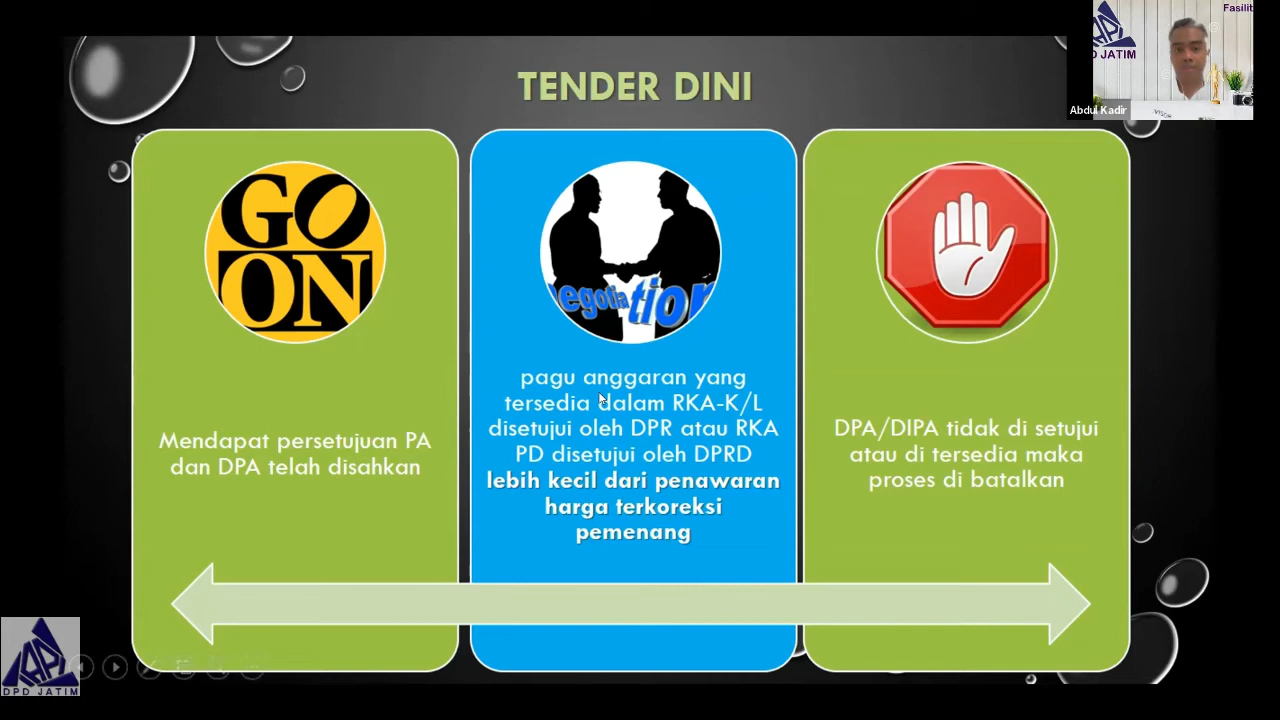 TENDER DINI
Fasilit
D JATIM
Abdul Kadir
GO
ON
egotiation
Mendapat persetujuan PA
dan DPA telah disahkan
pagu anggaran yang
tersedia dalam RKA-K/L
disetujui oleh DPR atau RKA
PD disetujui oleh DPRD
lebih kecil dari penawaran
harga terkoreksi
pemenang
DPA/DIPA tidak di setujui
atau di tersedia maka
proses di batalkan
DPD JATIM